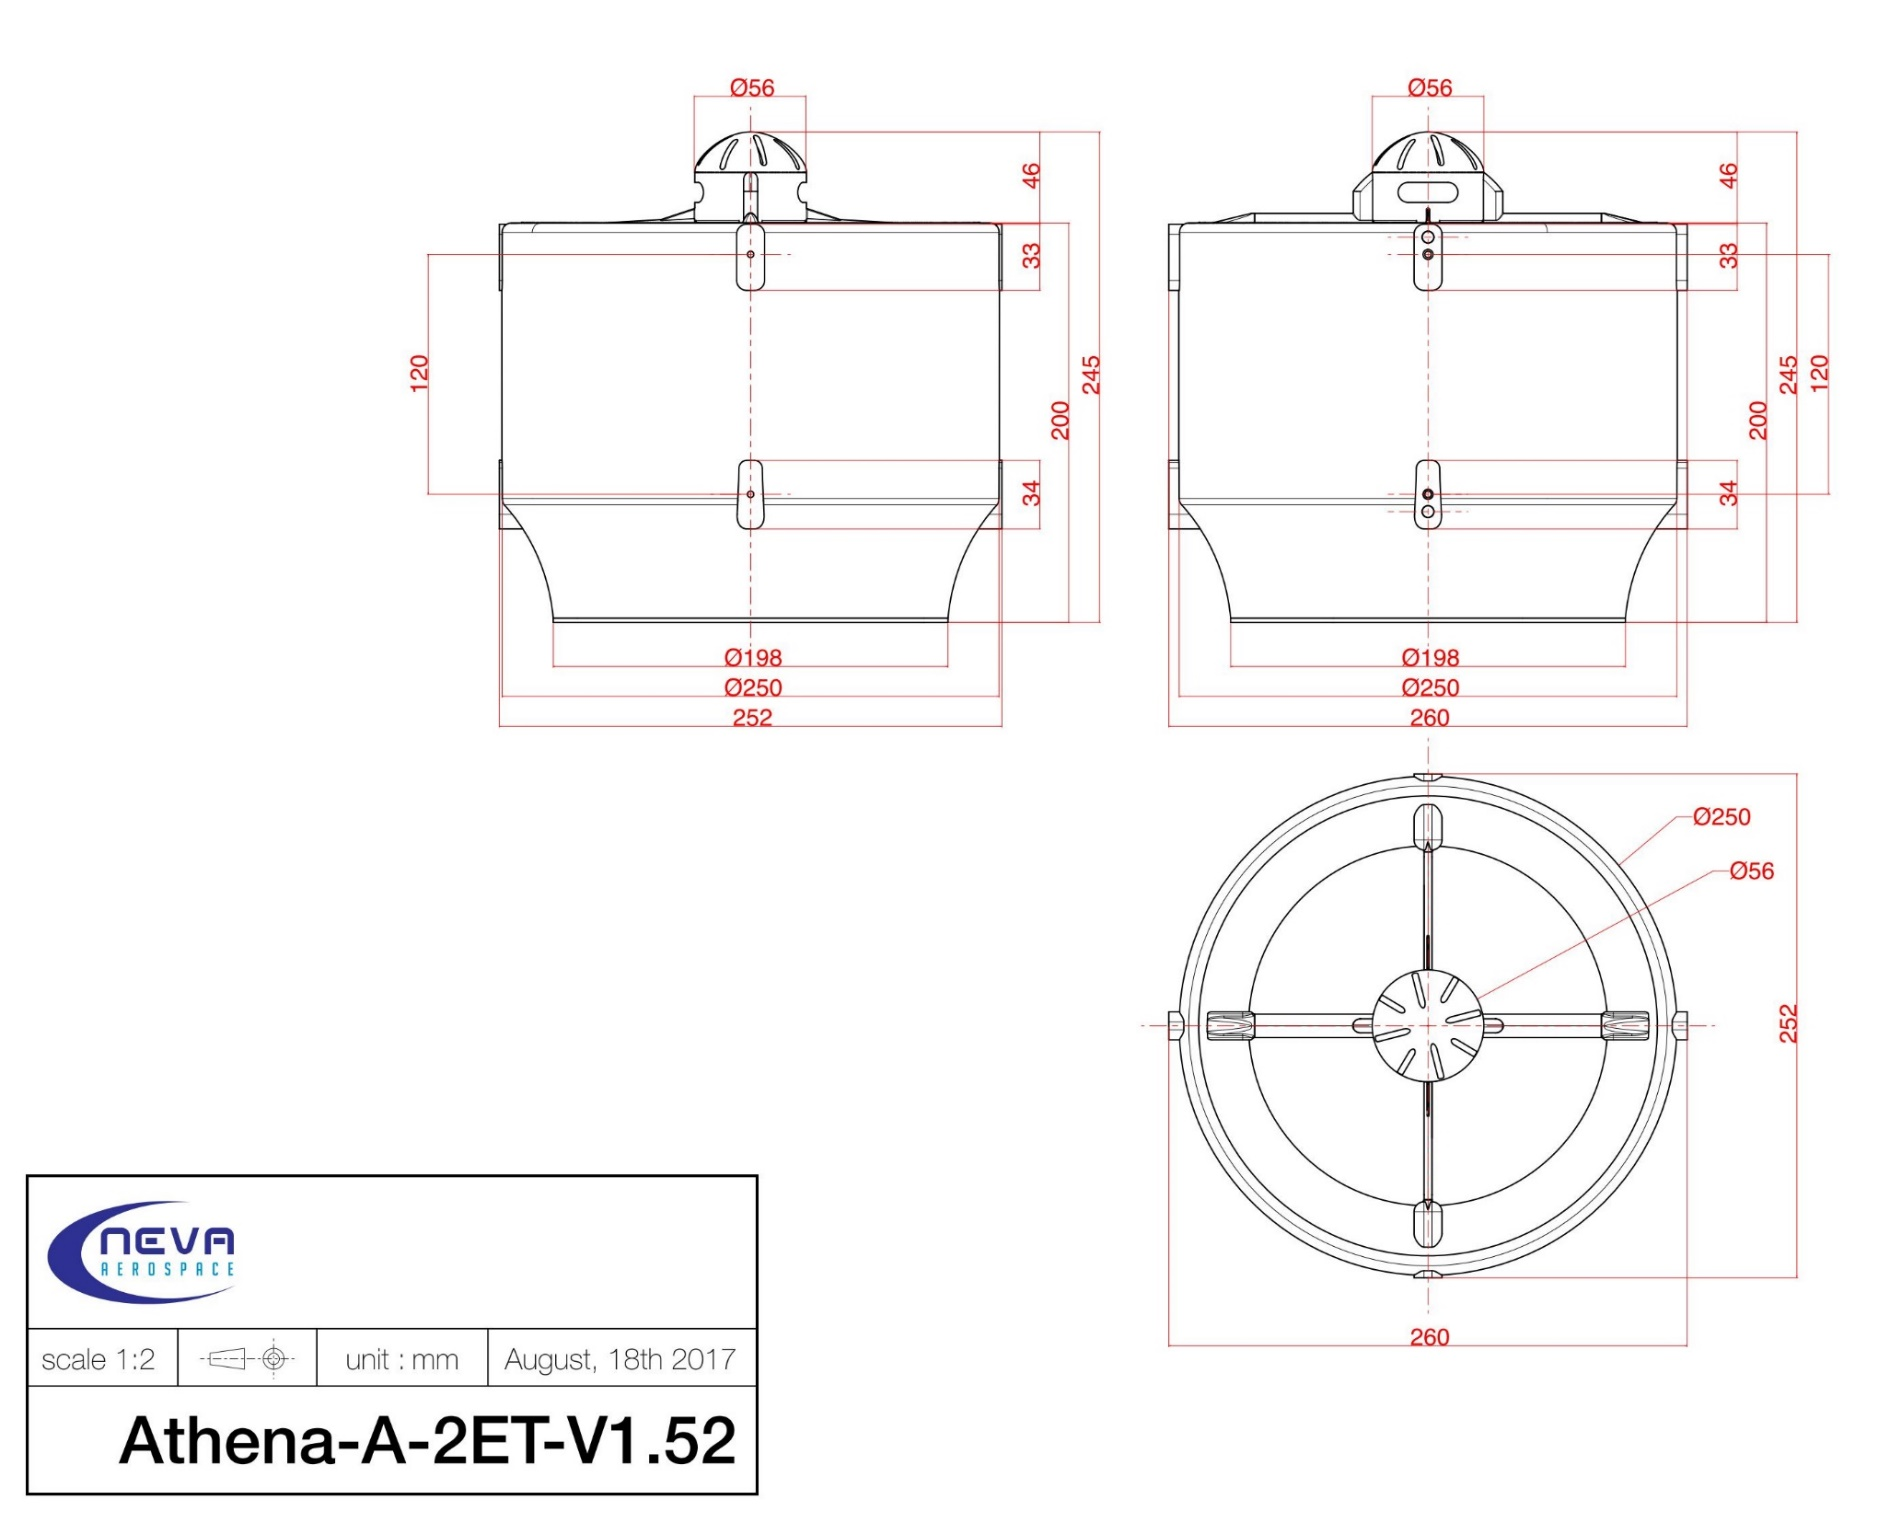 Ø56
Ø56
46
46
33
33
120
245
200
245
120
200
34
34
Ø198
Ø198
Ø250
Ø250
252
260
Ø250
Ø56
252
260
NEVA
AEROSPACE
scale 1:2
unit : mm
August, 18th 2017
Athena-A-2ET-V1.52